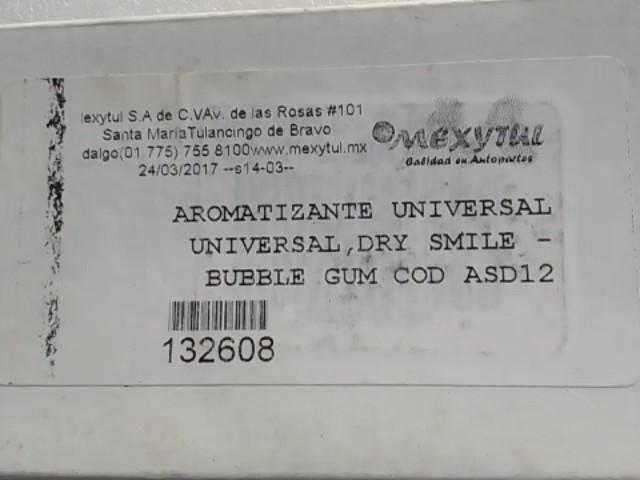 lexytul S.A de C.VAv. de las Rosas #101
Santa MaríaTulancingo de Bravo
dalgo(01 775) 755 8100www.mexytul.mx
24/03/2017 --s14-03--
MEXYTUL
Calidad en Autopartes
AROMATIZANTE UNIVERSAL
UNIVERSAL,DRY SMILE -
BUBBLE GUM COD ASD12
132608